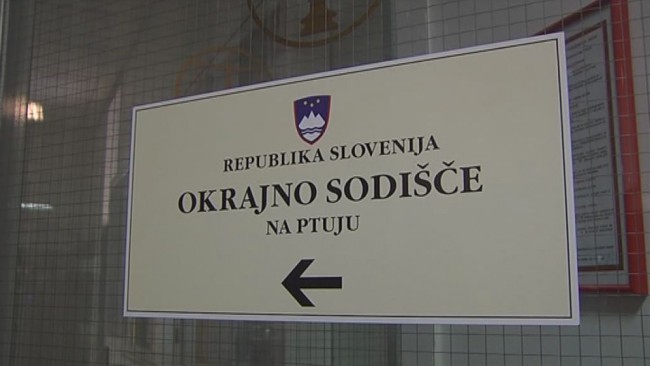 REPUBLIKA SLOVENIJA
OKRAJNO SODIŠČE
NA PTUJU